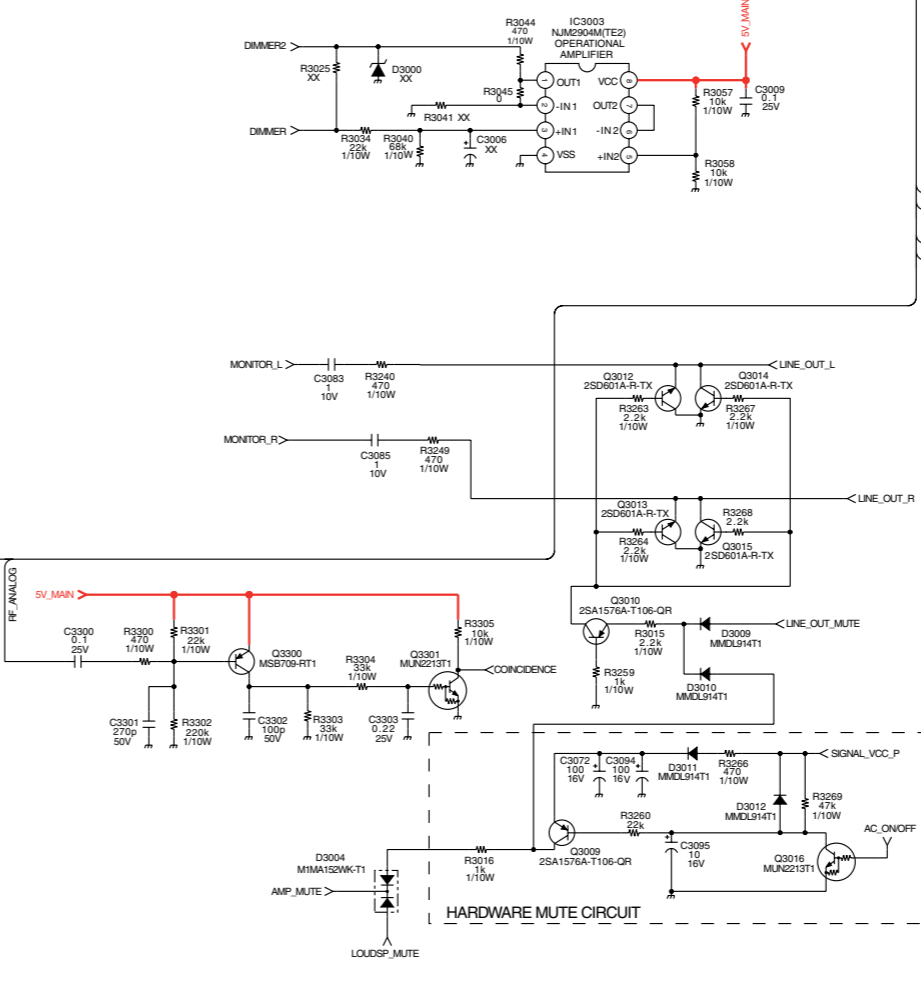 5V_MAIN
R3044
470
1/10W
IC3003
NJM2904M(TE2)
OPERATIONAL
AMPLIFIER
DIMMER2
R3025
XX
D3000
XX
R3045
0
R3041 XX
1
OUT1
2
-IN1
3
+IN1
4
VSS
VCC
8
OUT2
7
-IN2
6
+IN2
5
R3057
10k
1/10W
C3009
0.1
25V
DIMMER
R3034
22k
1/10W
R3040
68k
1/10W
C3006
XX
R3058
10k
1/10W
MONITOR_L
C3083
1
10V
R3240
470
1/10W
LINE_OUT_L
Q3012
2SD601A-R-TX
Q3014
2SD601A-R-TX
R3263
2.2k
1/10W
R3267
2.2k
1/10W
MONITOR_R
C3085
1
10V
R3249
470
1/10W
LINE_OUT_R
Q3013
2SD601A-R-TX
R3268
2.2k
R3264
2.2k
1/10W
Q3015
2SD601A-R-TX
RF_ANALOG
5V_MAIN
C3300
0.1
25V
R3300
470
1/10W
R3301
22k
1/10W
Q3300
MSB709-RT1
R3304
33k
1/10W
Q3301
MUN2213T1
R3305
10k
1/10W
COINCIDENCE
C3301
270p
50V
R3302
220k
1/10W
C3302
100p
50V
R3303
33k
1/10W
C3303
0.22
25V
Q3010
2SA1576A-T106-QR
R3015
2.2k
1/10W
D3009
MMDL914T1
LINE_OUT_MUTE
R3259
1k
1/10W
D3010
MMDL914T1
C3072
100
16V
C3094
100
16V
D3011
MMDL914T1
R3266
470
1/10W
SIGNAL_VCC_P
D3012
MMDL914T1
R3269
47k
1/10W
AC_ON/OFF
R3260
22k
Q3009
2SA1576A-T106-QR
C3095
10
16V
Q3016
MUN2213T1
R3016
1k
1/10W
D3004
M1MA152WK-T1
AMP_MUTE
LOUDSP_MUTE
HARDWARE MUTE CIRCUIT